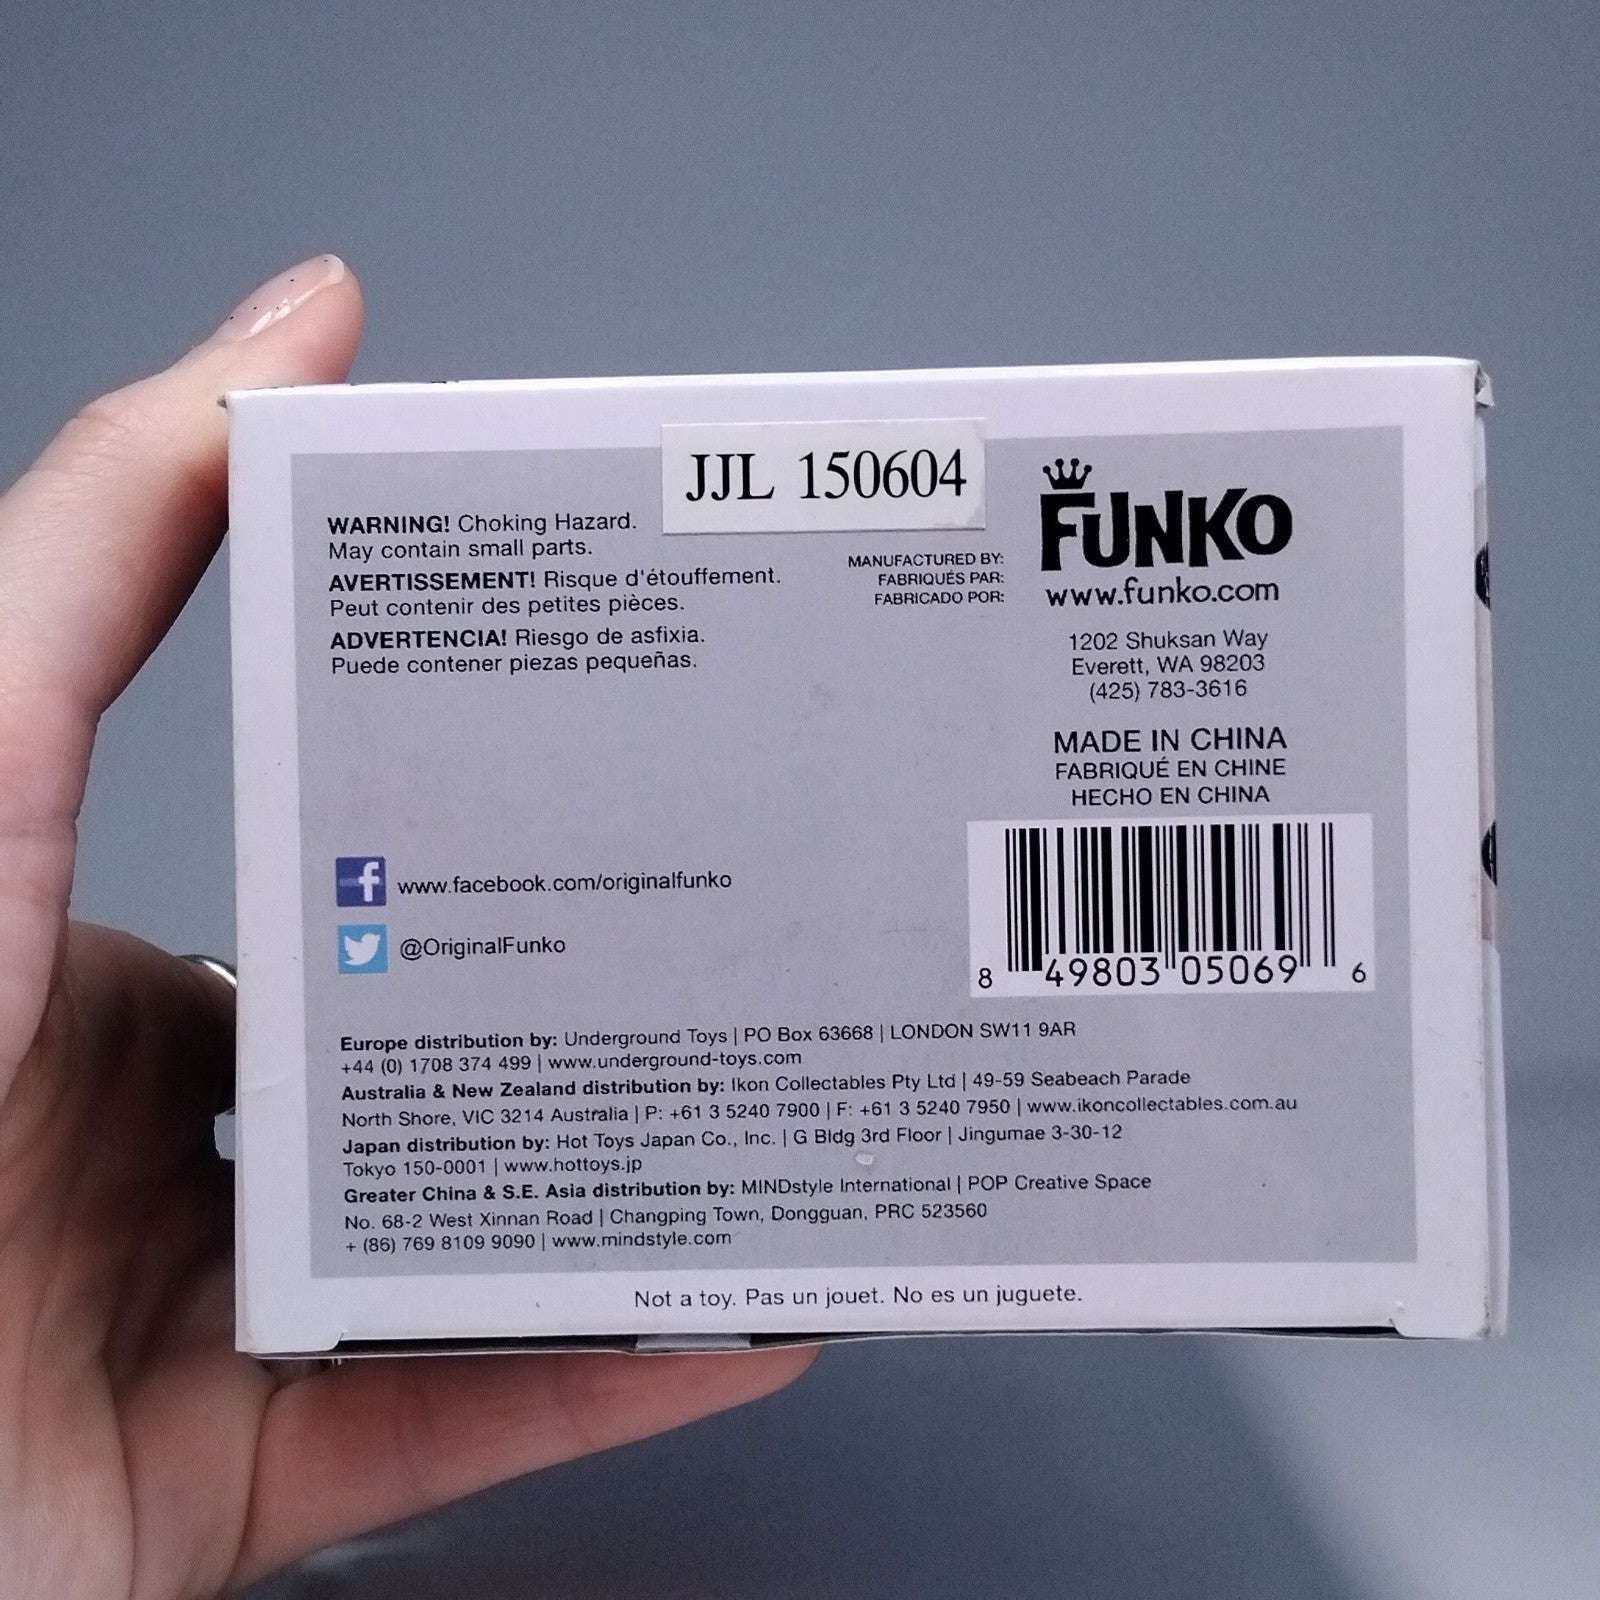 JJL 150604
WARNING! Choking Hazard.
May contain small parts.
AVERTISSEMENT! Risque d'étouffement.
Peut contenir des petites pièces.
ADVERTENCIA! Riesgo de asfixia.
Puede contener piezas pequeñas.
MANUFACTURED BY:
FABRIQUÉS PAR:
FABRICADO POR:
FUNKO
www.funko.com
1202 Shuksan Way
Everett, WA 98203
(425) 783-3616
MADE IN CHINA
FABRIQUÉ EN CHINE
HECHO EN CHINA
f www.facebook.com/originalfunko
@OriginalFunko
8 49803 05069 6
Europe distribution by: Underground Toys | PO Box 63668 | LONDON SW11 9AR
+44 (0) 1708 374 499 | www.underground-toys.com
Australia & New Zealand distribution by: Ikon Collectables Pty Ltd | 49-59 Seabeach Parade
North Shore, VIC 3214 Australia | P: +61 3 5240 7900 | F: +61 3 5240 7950 | www.ikoncollectables.com.au
Japan distribution by: Hot Toys Japan Co., Inc. | G Bldg 3rd Floor | Jingumae 3-30-12
Tokyo 150-0001 | www.hottoys.jp
Greater China & S.E. Asia distribution by: MINDstyle International | POP Creative Space
No. 68-2 West Xinnan Road | Changping Town, Dongguan, PRC 523560
+ (86) 769 8109 9090 | www.mindstyle.com
Not a toy. Pas un jouet. No es un juguete.